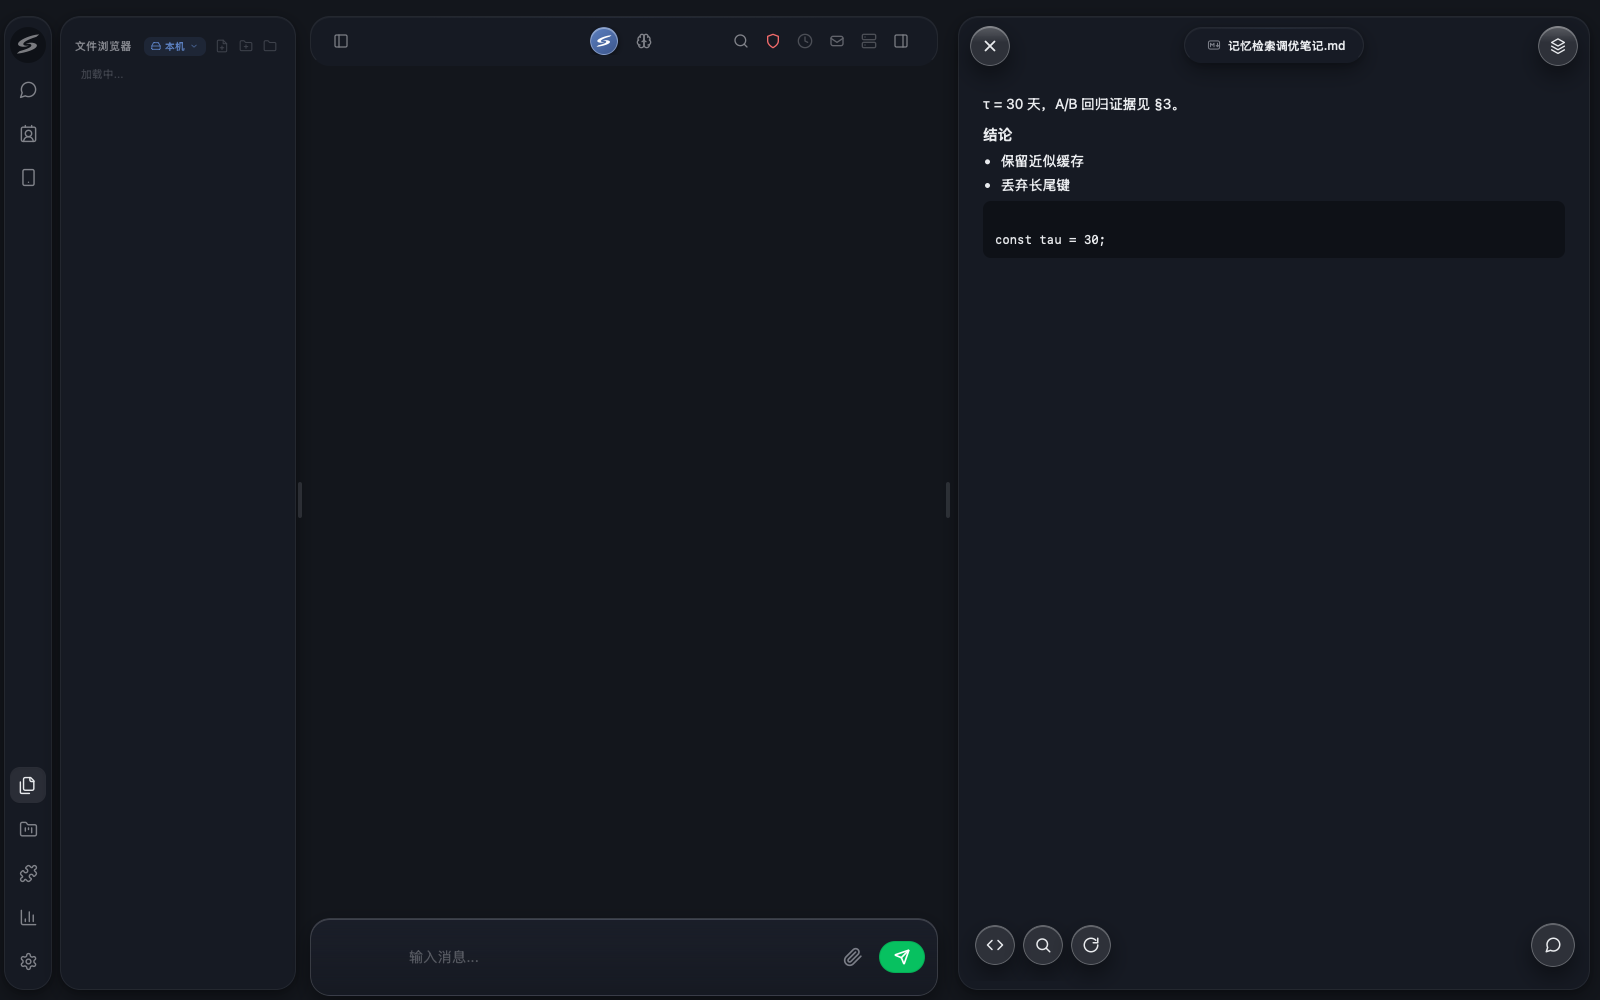 文件浏览器
本机
加载中...
输入消息...
记忆检索调优笔记.md
τ = 30 天，A/B 回归证据见 §3。
结论
• 保留近似缓存
• 丢弃长尾键
const tau = 30;